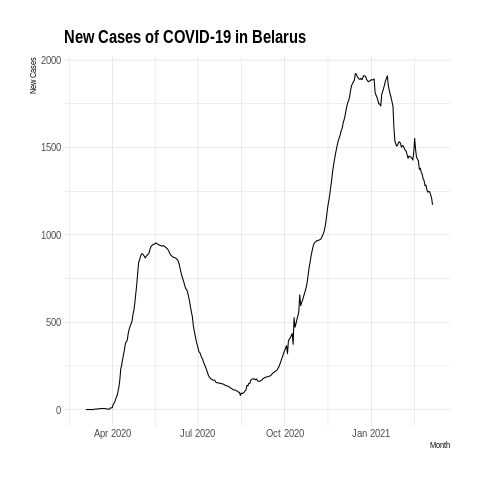 New Cases of COVID-19 in Belarus
New Cases
2000
1500
1000
500
0
Apr 2020
Jul 2020
Oct 2020
Jan 2021
Month